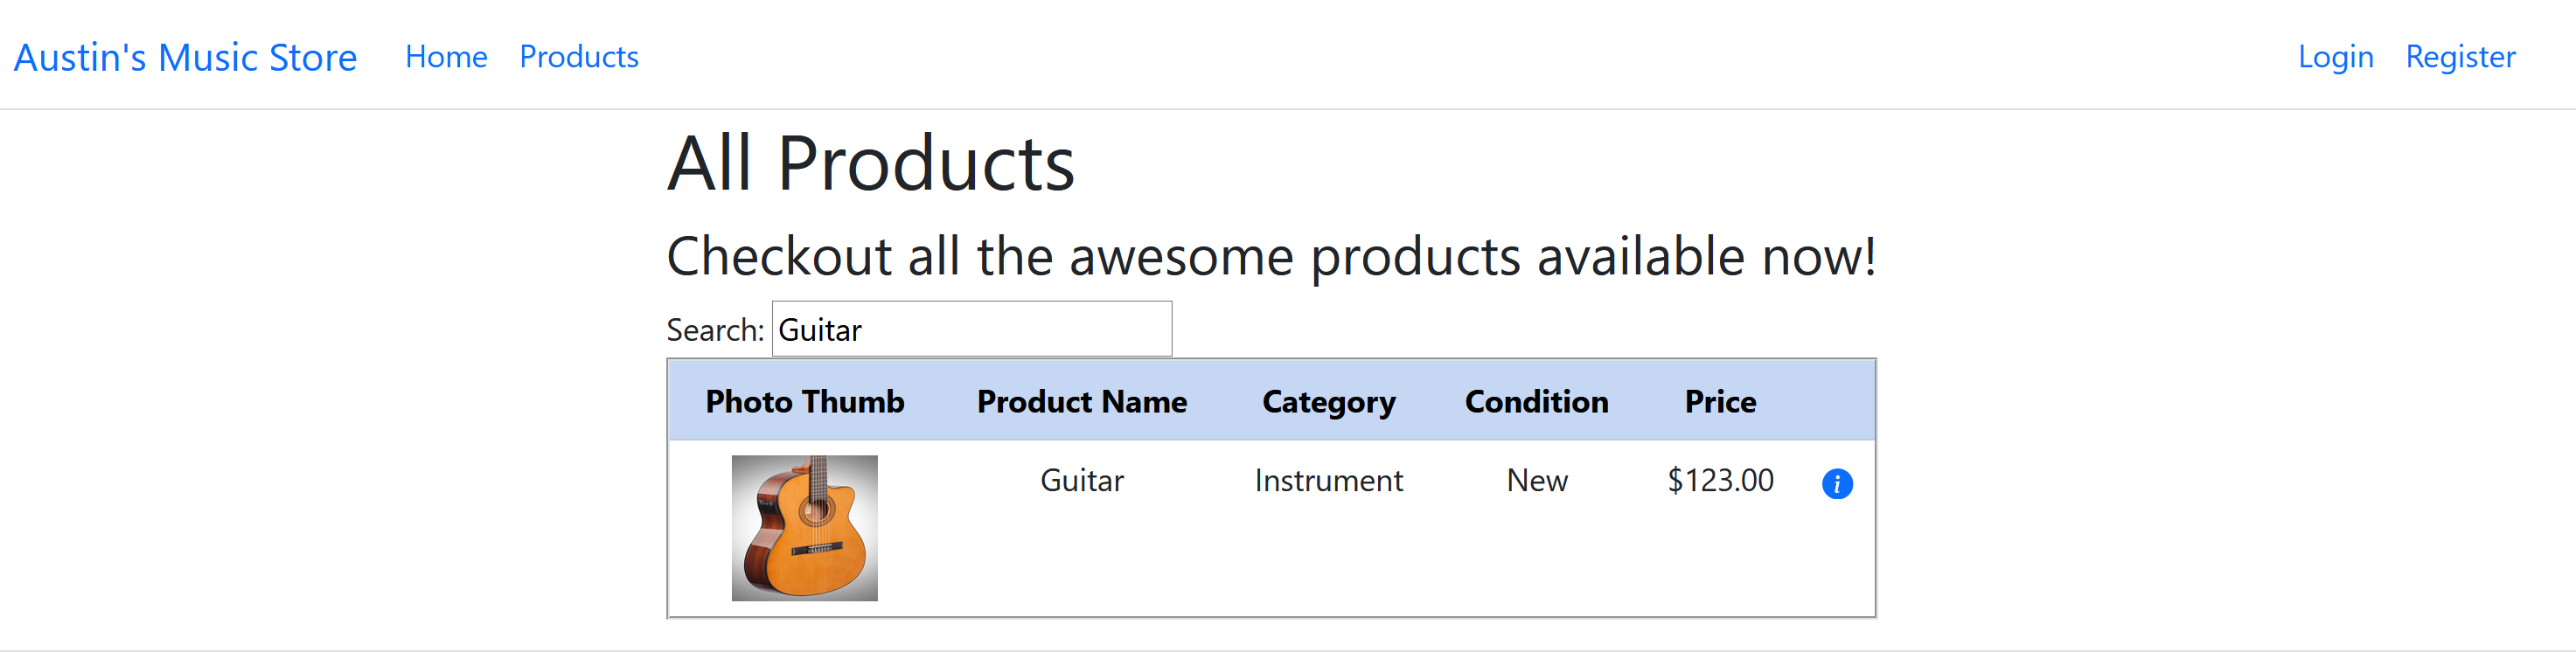 Austin's Music Store Home Products Login Register
All Products
Checkout all the awesome products available now!
Search: Guitar
Photo Thumb Product Name Category Condition Price
Guitar Instrument New $123.00 i